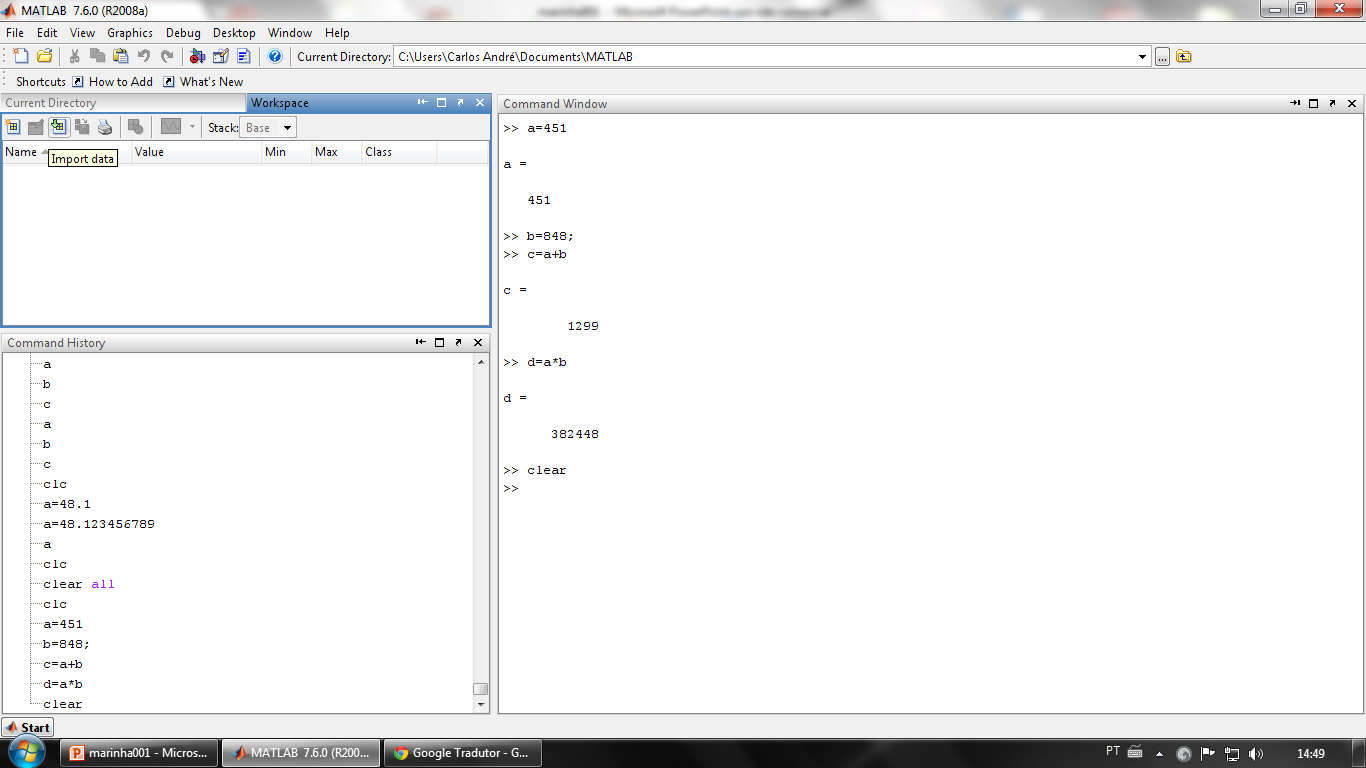 MATLAB 7.6.0 (R2008a)
File Edit View Graphics Debug Desktop Window Help
Current Directory: C:\Users\Carlos André\Documents\MATLAB ...
Shortcuts How to Add What's New
Current Directory Workspace
Stack: Base
Name Value Min Max Class
Import data
Command History
a
b
c
a
b
c
clc
a=48.1
a=48.123456789
a
clc
clear all
clc
a=451
b=848;
c=a+b
d=a*b
clear
Command Window
>> a=451
a =
451
>> b=848;
>> c=a+b
c =
1299
>> d=a*b
d =
382448
>> clear
>>
Start
marinha001 - Micros... MATLAB 7.6.0 (R200... Google Tradutor - G... PT 14:49